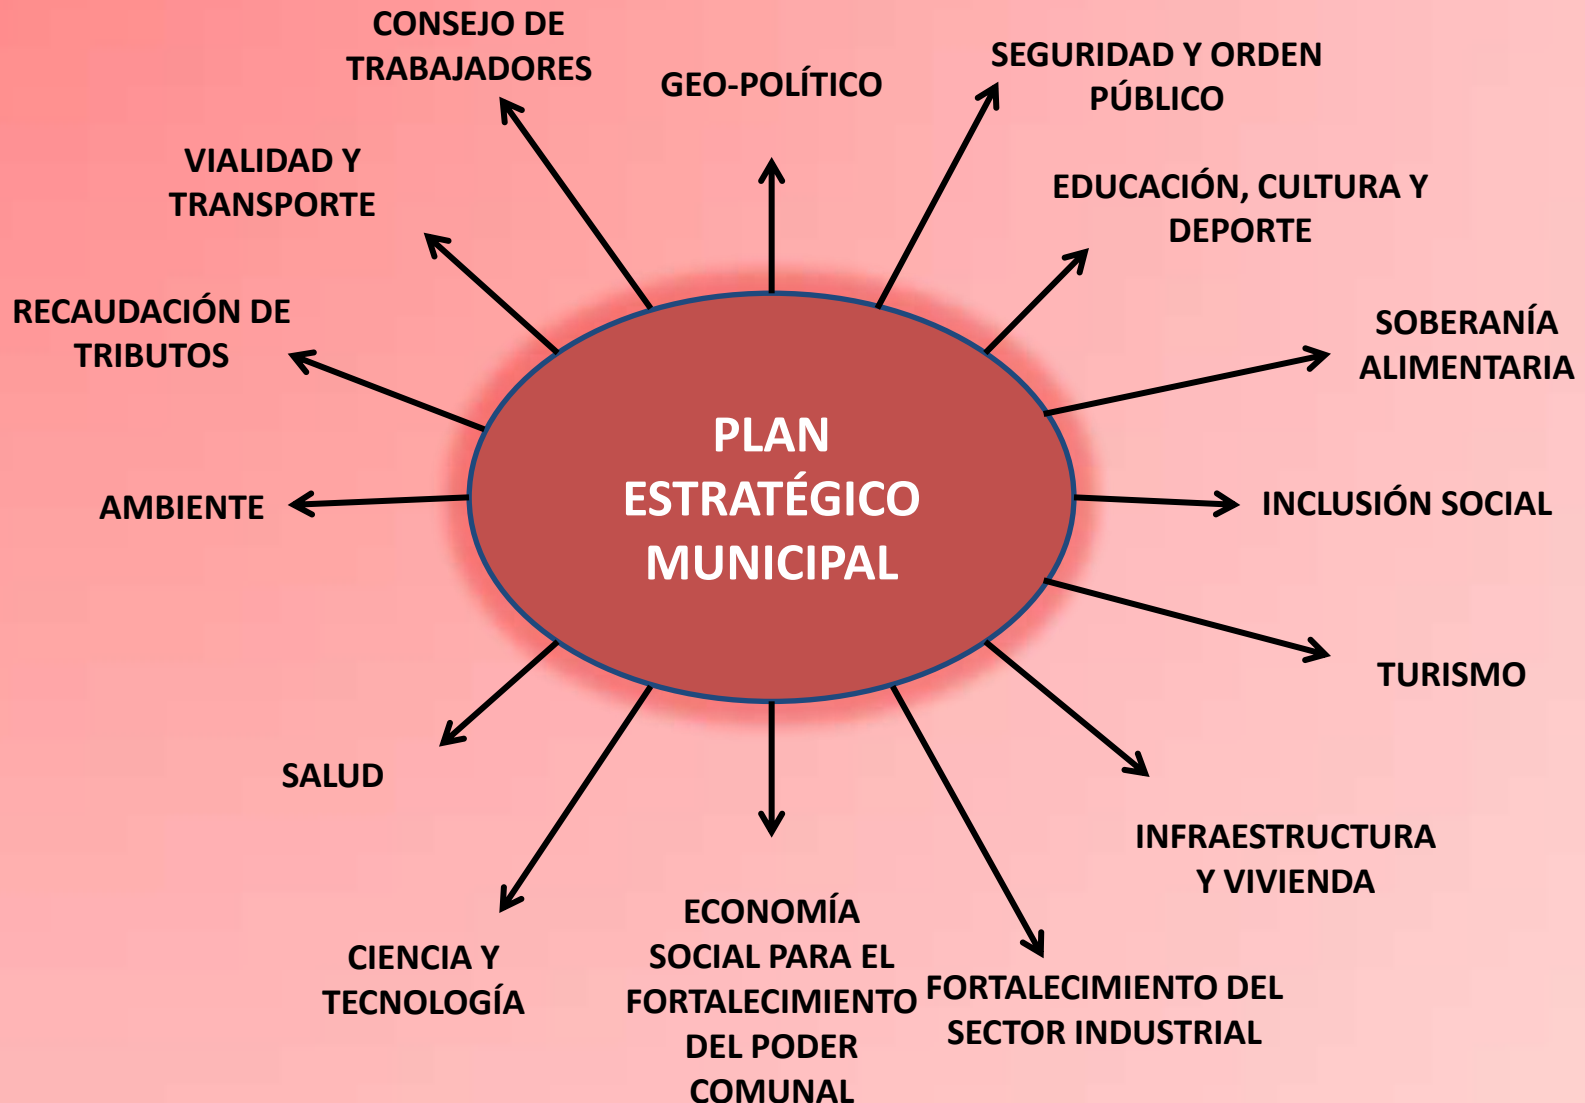 CONSEJO DE
TRABAJADORES
GEO-POLÍTICO
SEGURIDAD Y ORDEN
PÚBLICO
VIALIDAD Y
TRANSPORTE
EDUCACIÓN, CULTURA Y
DEPORTE
RECAUDACIÓN DE
TRIBUTOS
SOBERANÍA
ALIMENTARIA
PLAN
ESTRATÉGICO
MUNICIPAL
AMBIENTE
INCLUSIÓN SOCIAL
TURISMO
SALUD
INFRAESTRUCTURA
Y VIVIENDA
CIENCIA Y
TECNOLOGÍA
ECONOMÍA
SOCIAL PARA EL
FORTALECIMIENTO
DEL PODER
COMUNAL
FORTALECIMIENTO DEL
SECTOR INDUSTRIAL